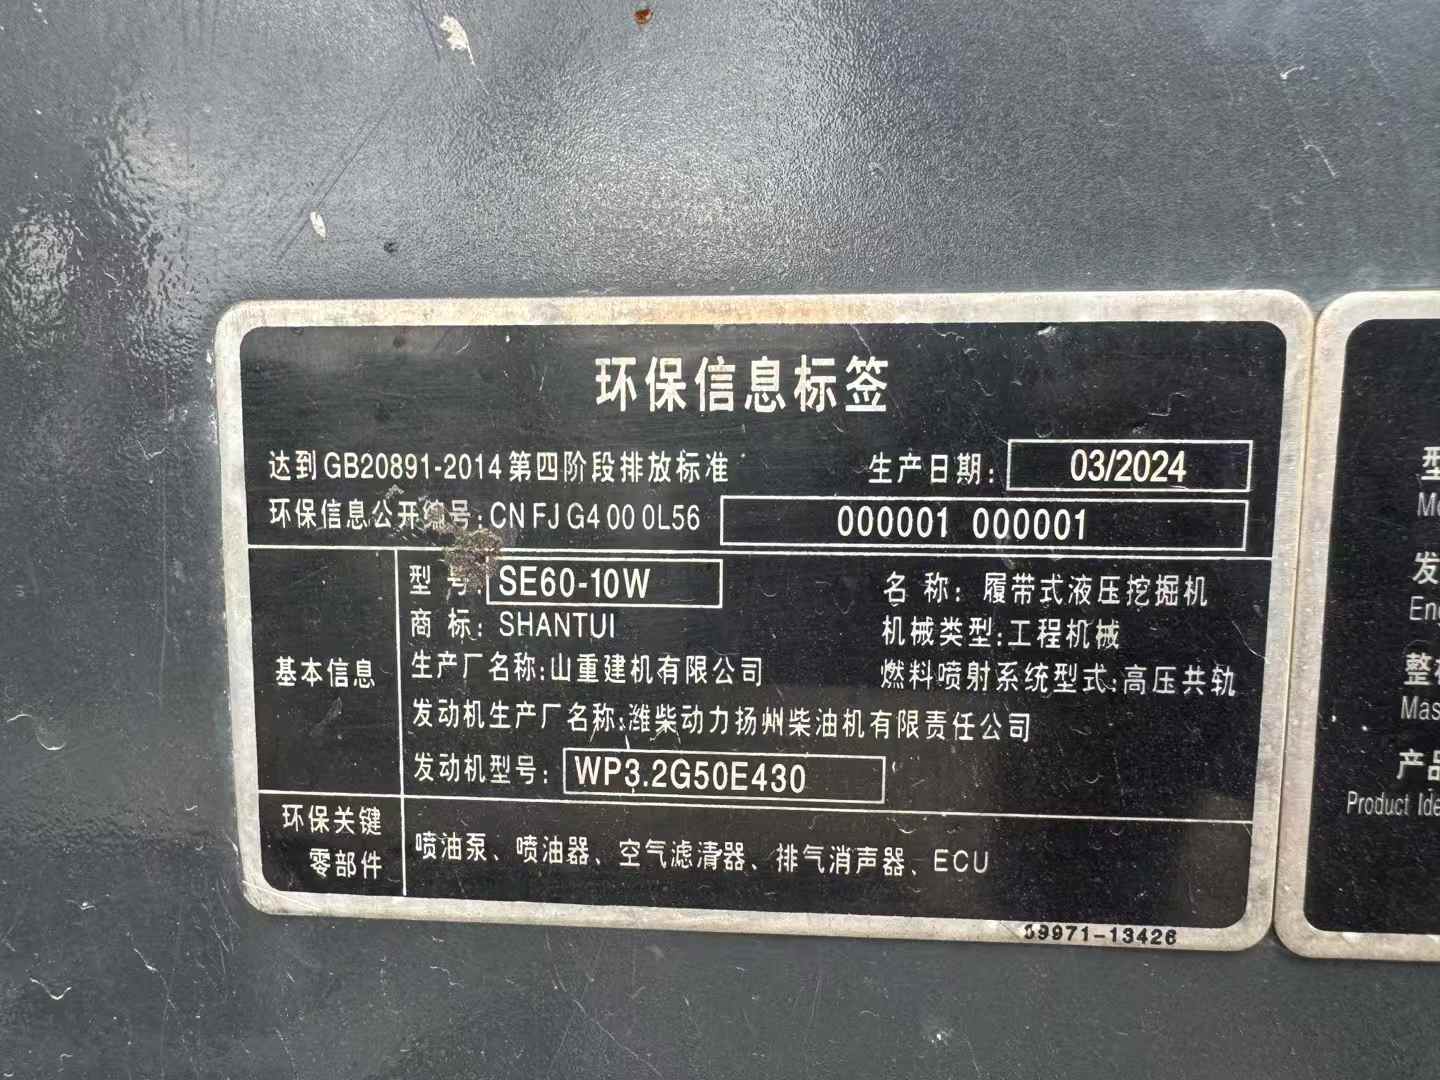 环保信息标签
达到GB20891-2014第四阶段排放标准
生产日期: 03/2024
环保信息公开编号:CN FJ G4 00 0L56 000001 000001
基本信息
型 号: SE60-10W
名 称: 履带式液压挖掘机
商 标: SHANTUI
机械类型:工程机械
生产厂名称:山重建机有限公司
燃料喷射系统型式:高压共轨
发动机生产厂名称:潍柴动力扬州柴油机有限责任公司
发动机型号: WP3.2G50E430
环保关键
零部件
喷油泵、喷油器、空气滤清器、排气消声器、ECU
39971-13426
型
发
整
产品
Product